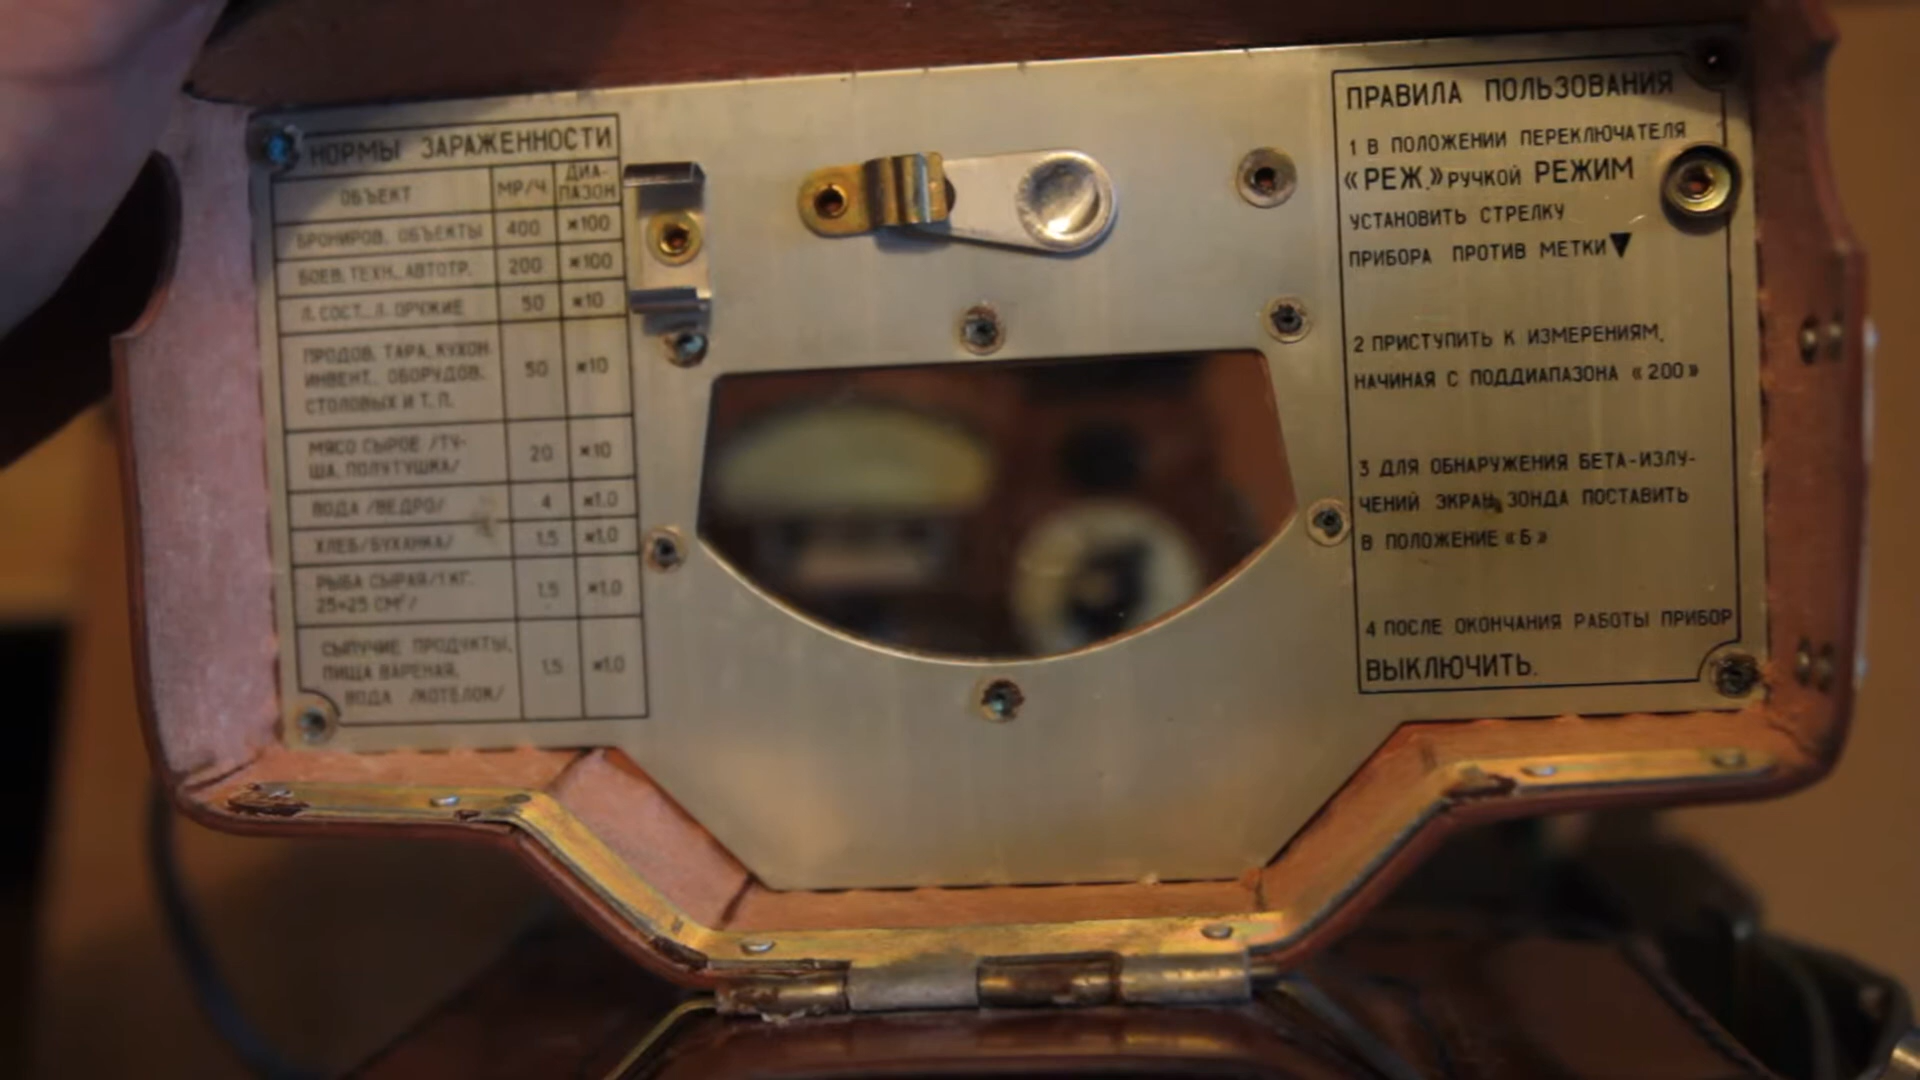 НОРМЫ ЗАРАЖЕННОСТИ
ОБЪЕКТ МР/Ч ДИА-
ПАЗОН
БРОНИРОВ. ОБЪЕКТЫ 400 ×100
БОЕВ. ТЕХН., АВТОТР. 200 ×100
Л. СОСТ., Л. ОРУЖИЕ 50 ×10
ПРОДОВ. ТАРА, КУХОН.
ИНВЕНТ., ОБОРУДОВ. 50 ×10
СТОЛОВЫХ И Т. П.
МЯСО СЫРОЕ /ТУ-
ША, ПОЛУТУШКА/ 20 ×10
ВОДА /ВЕДРО/ 4 ×1.0
ХЛЕБ/БУХАНКА/ 1.5 ×1.0
РЫБА СЫРАЯ/1 КГ.
25×25 СМ²/ 1.5 ×1.0
СЫПУЧИЕ ПРОДУКТЫ,
ПИЩА ВАРЕНАЯ, 1.5 ×1.0
ВОДА /КОТЕЛОК/
ПРАВИЛА ПОЛЬЗОВАНИЯ
1 В ПОЛОЖЕНИИ ПЕРЕКЛЮЧАТЕЛЯ
«РЕЖ.» РУЧКОЙ РЕЖИМ
УСТАНОВИТЬ СТРЕЛКУ
ПРИБОРА ПРОТИВ МЕТКИ▼
2 ПРИСТУПИТЬ К ИЗМЕРЕНИЯМ,
НАЧИНАЯ С ПОДДИАПАЗОНА «200»
3 ДЛЯ ОБНАРУЖЕНИЯ БЕТА-ИЗЛУ-
ЧЕНИЙ ЭКРАН ЗОНДА ПОСТАВИТЬ
В ПОЛОЖЕНИЕ «Б»
4 ПОСЛЕ ОКОНЧАНИЯ РАБОТЫ ПРИБОР
ВЫКЛЮЧИТЬ.